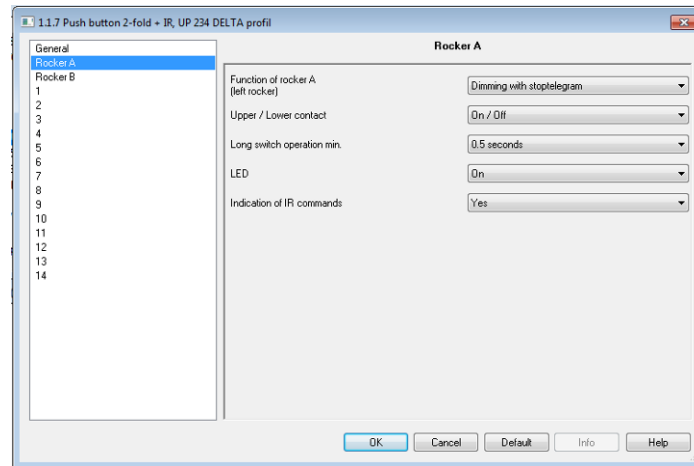 1.1.7 Push button 2-fold + IR, UP 234 DELTA profil
General
Rocker A
Rocker B
1
2
3
4
5
6
7
8
9
10
11
12
13
14
Rocker A
Function of rocker A
(left rocker)
Dimming with stoptelegram
Upper / Lower contact
On / Off
Long switch operation min.
0.5 seconds
LED
On
Indication of IR commands
Yes
OK
Cancel
Default
Info
Help